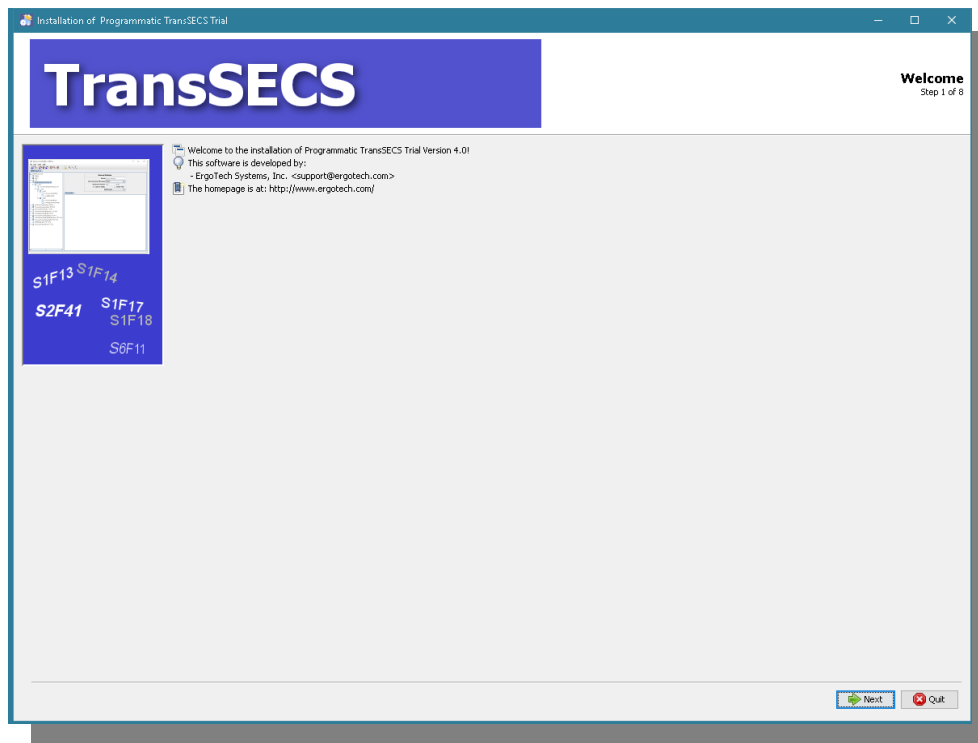 Installation of Programmatic TransSECS Trial
TransSECS
Welcome
Step 1 of 8
Welcome to the installation of Programmatic TransSECS Trial Version 4.0!
This software is developed by:
- ErgoTech Systems, Inc. <support@ergotech.com>
The homepage is at: http://www.ergotech.com/
S1F13 S1F14
S2F41 S1F17
S1F18
S6F11
Next Quit